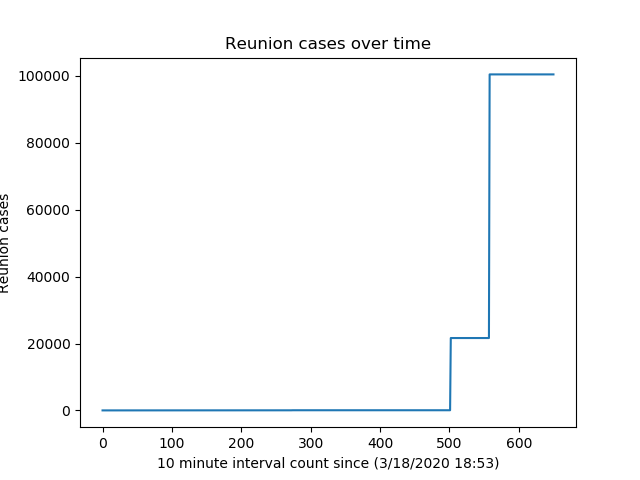 Reunion cases over time
100000
80000
60000
40000
20000
0
Reunion cases
0 100 200 300 400 500 600
10 minute interval count since (3/18/2020 18:53)